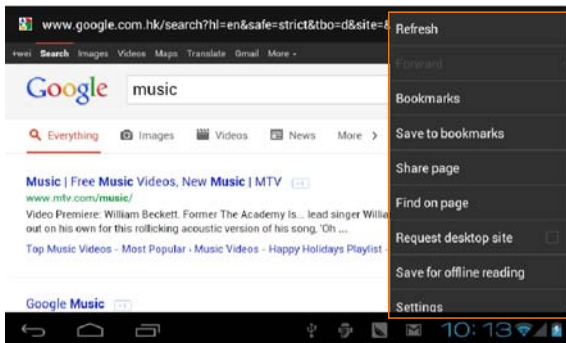 www.google.com.hk/search?hl=en&safe=strict&tbo=d&site=&
+wei Search Images Videos Maps Translate Gmail More
Google music
Everything Images Videos News More >
Music | Free Music Videos, New Music | MTV +1
www.mtv.com/music/
Video Premiere: William Beckett. Former The Academy Is... lead singer Willia
out on his own for this rollicking acoustic version of his song, 'Oh ...
Top Music Videos - Most Popular - Music Videos - Happy Holidays Playlist -
Google Music +1
Refresh
Forward
Bookmarks
Save to bookmarks
Share page
Find on page
Request desktop site
Save for offline reading
Settings
10:13